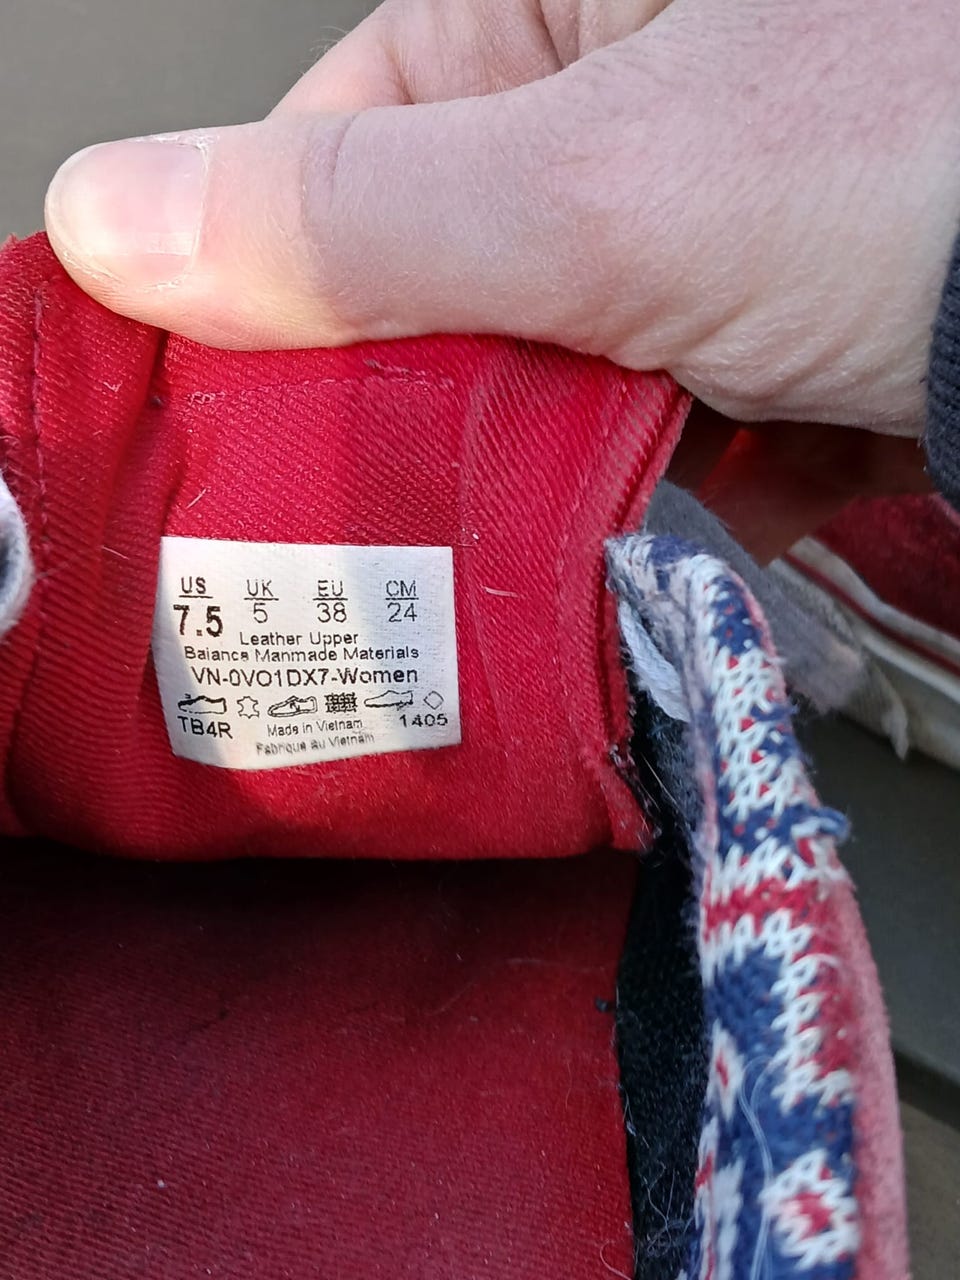 US UK EU CM
7.5 5 38 24
Leather Upper
Balance Manmade Materials
VN-0VO1DX7-Women
TB4R Made in Vietnam 1405
Fabrique au Vietnam